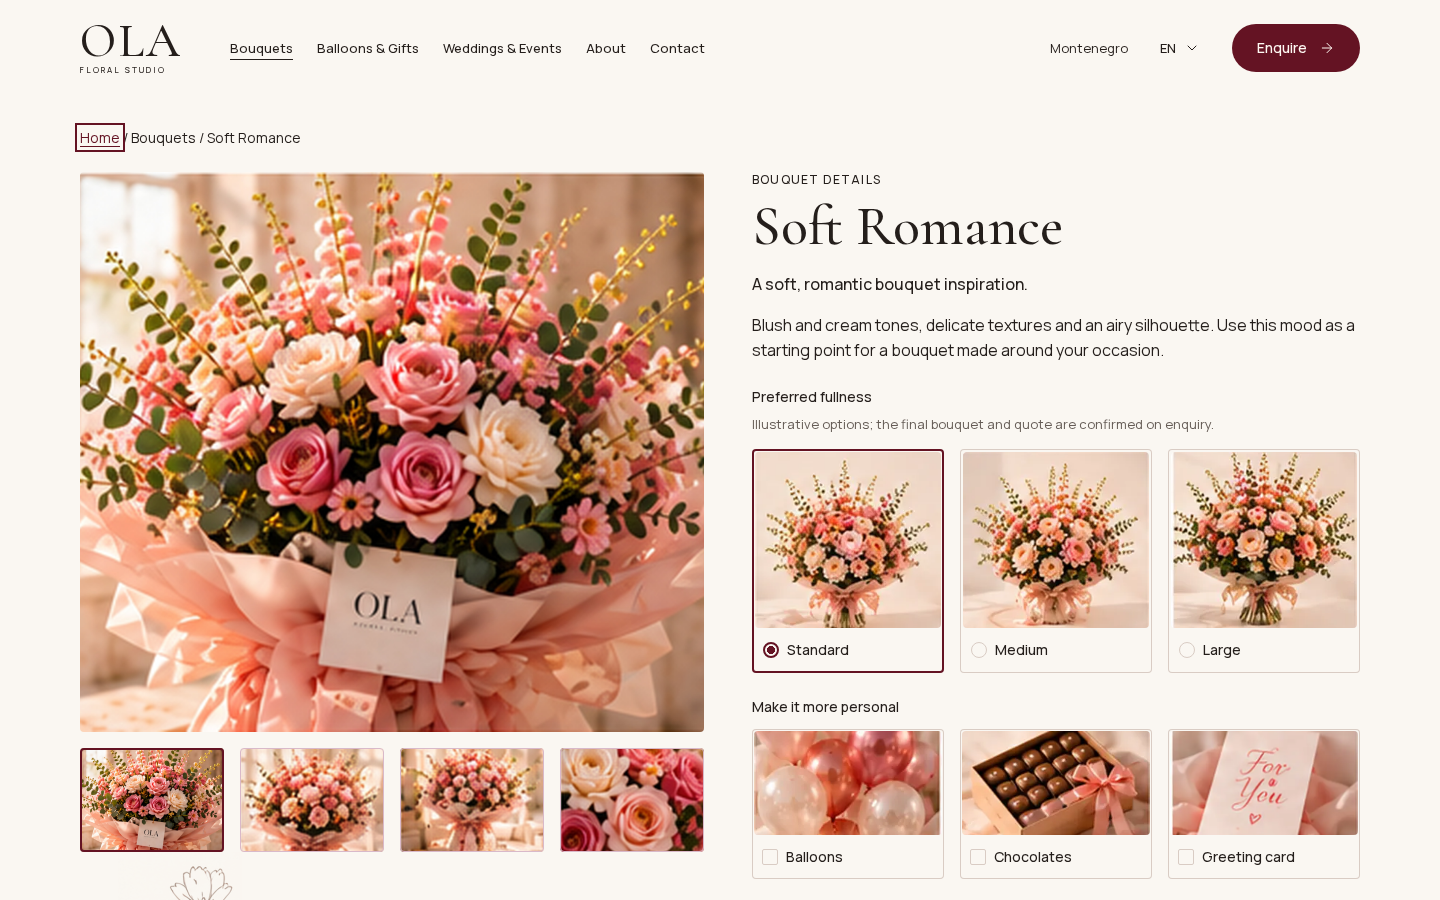 OLA
FLORAL STUDIO
Bouquets
Balloons & Gifts
Weddings & Events
About
Contact
Montenegro
EN
Enquire
Home / Bouquets / Soft Romance
OLA
BOUQUET DETAILS
Soft Romance
A soft, romantic bouquet inspiration.
Blush and cream tones, delicate textures and an airy silhouette. Use this mood as a
starting point for a bouquet made around your occasion.
Preferred fullness
Illustrative options; the final bouquet and quote are confirmed on enquiry.
Standard
Medium
Large
Make it more personal
For
You
Balloons
Chocolates
Greeting card
OLA